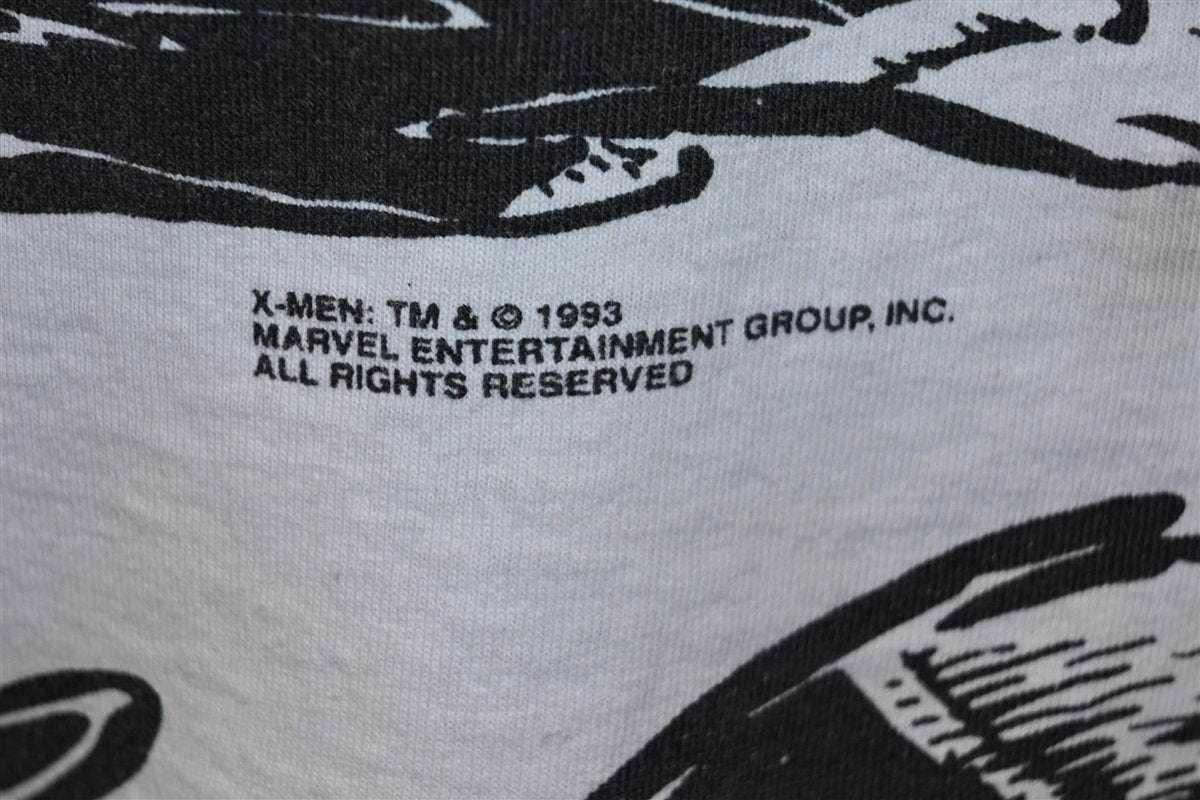 X-MEN: TM & © 1993
MARVEL ENTERTAINMENT GROUP, INC.
ALL RIGHTS RESERVED